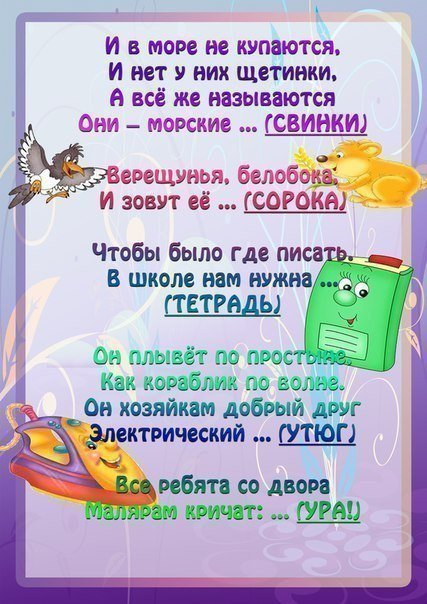 И в море не купаются,
И нет у них щетинки,
А всё же называются
Они – морские ... (СВИНКИ)
Верещунья, белобока,
И зовут её ... (СОРОКА)
Чтобы было где писать,
В школе нам нужна ...
(ТЕТРАДЬ)
Он плывёт по простыне,
Как кораблик по волне.
Он хозяйкам добрый друг
Электрический ... (УТЮГ)
Все ребята со двора
Малярам кричат: ... (УРА!)